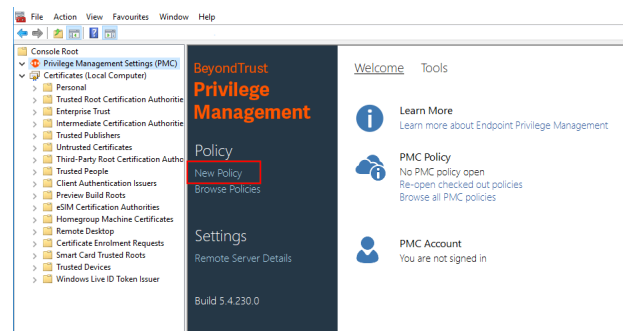 File Action View Favourites Window Help
Console Root
Privilege Management Settings (PMC)
Certificates (Local Computer)
Personal
Trusted Root Certification Authoritie
Enterprise Trust
Intermediate Certification Authoritie
Trusted Publishers
Untrusted Certificates
Third-Party Root Certification Autho
Trusted People
Client Authentication Issuers
Preview Build Roots
eSIM Certification Authorities
Homegroup Machine Certificates
Remote Desktop
Certificate Enrolment Requests
Smart Card Trusted Roots
Trusted Devices
Windows Live ID Token Issuer
BeyondTrust
Privilege
Management
Policy
New Policy
Browse Policies
Settings
Remote Server Details
Build 5.4.230.0
Welcome Tools
Learn More
Learn more about Endpoint Privilege Management
PMC Policy
No PMC policy open
Re-open checked out policies
Browse all PMC policies
PMC Account
You are not signed in